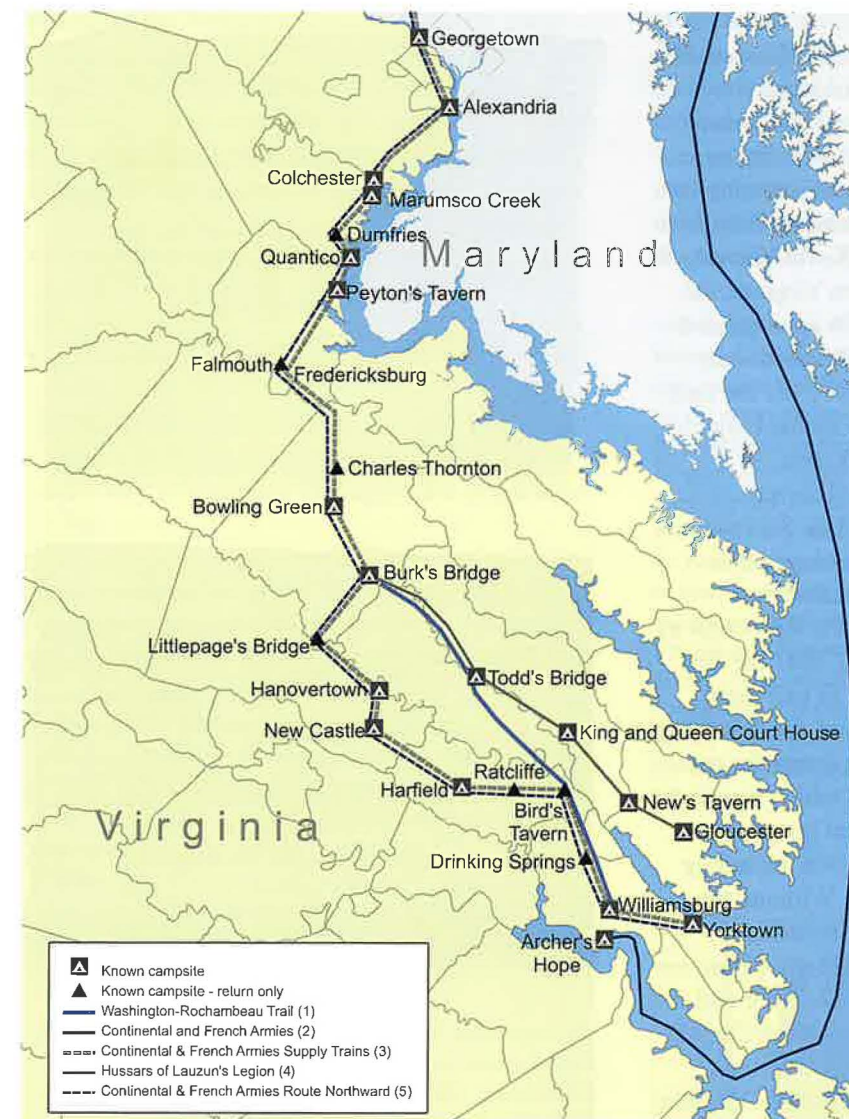 Georgetown
Alexandria
Colchester
Marumsco Creek
Dumfries
Quantico
Maryland
Peyton's Tavern
Falmouth
Fredericksburg
Charles Thornton
Bowling Green
Burk's Bridge
Littlepage's Bridge
Todd's Bridge
Hanovertown
New Castle
King and Queen Court House
Ratcliffe
Harfield
Bird's
Tavern
New's Tavern
Virginia
Gloucester
Drinking Springs
Williamsburg
Yorktown
Archer's
Hope
Known campsite
Known campsite - return only
Washington-Rochambeau Trail (1)
Continental and French Armies (2)
Continental & French Armies Supply Trains (3)
Hussars of Lauzun's Legion (4)
Continental & French Armies Route Northward (5)